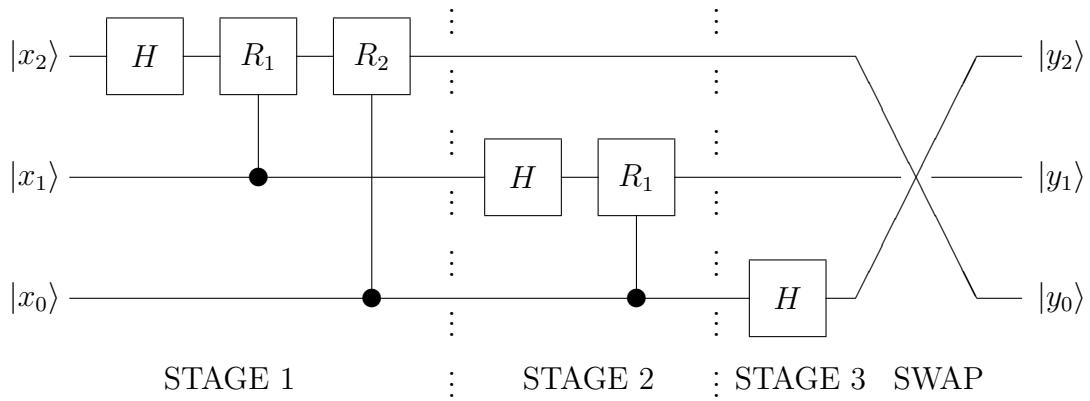 |x₂⟩ H R₁ R₂ |y₂⟩
|x₁⟩ H R₁ |y₁⟩
|x₀⟩ H |y₀⟩
STAGE 1 STAGE 2 STAGE 3 SWAP